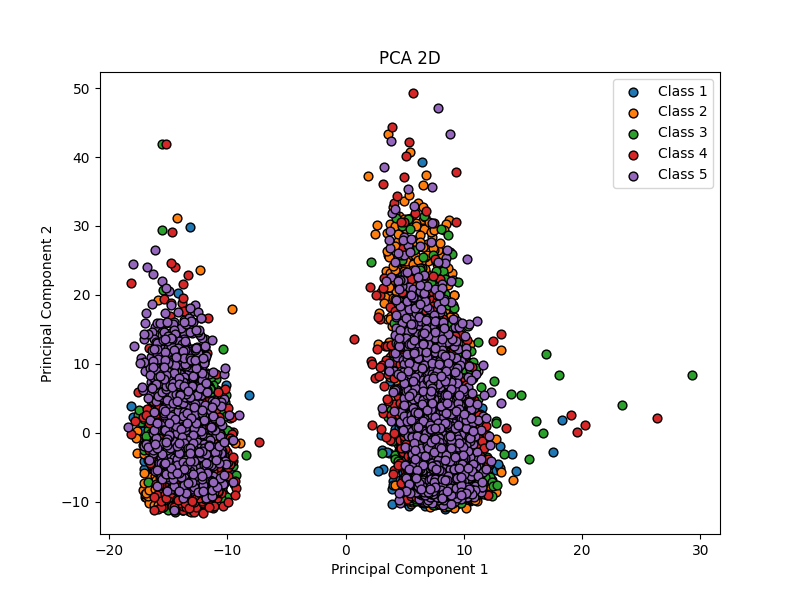 PCA 2D
Class 1
Class 2
Class 3
Class 4
Class 5
50
40
30
20
10
0
−10
Principal Component 2
−20
−10
0
10
20
30
Principal Component 1